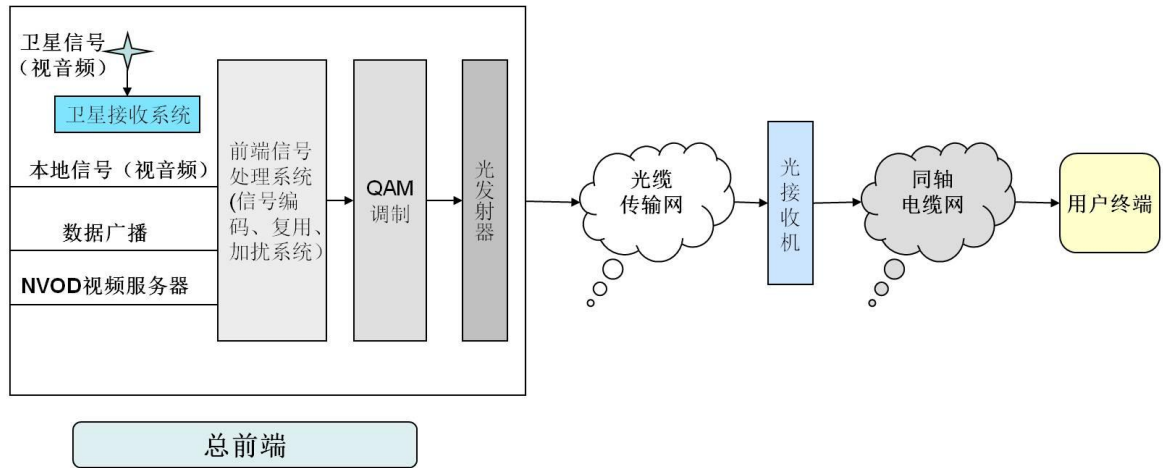 卫星信号
（视音频）
卫星接收系统
本地信号（视音频）
数据广播
NVOD视频服务器
前端信号
处理系统
(信号编
码、复用、
加扰系统）
QAM
调制
光发射器
光缆
传输网
光接收机
同轴
电缆网
用户终端
总前端